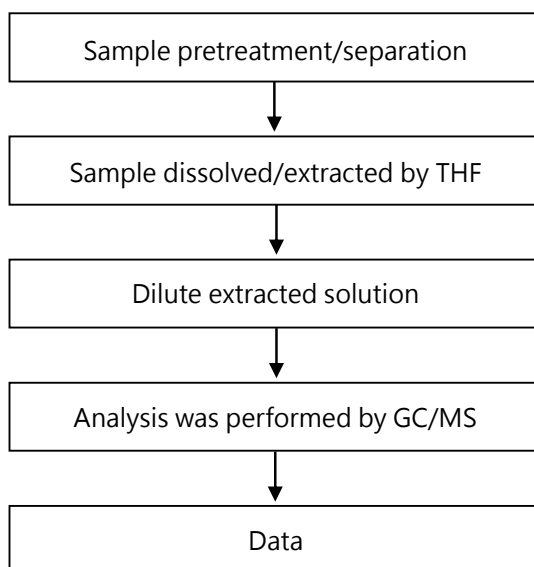 Sample pretreatment/separation
Sample dissolved/extracted by THF
Dilute extracted solution
Analysis was performed by GC/MS
Data